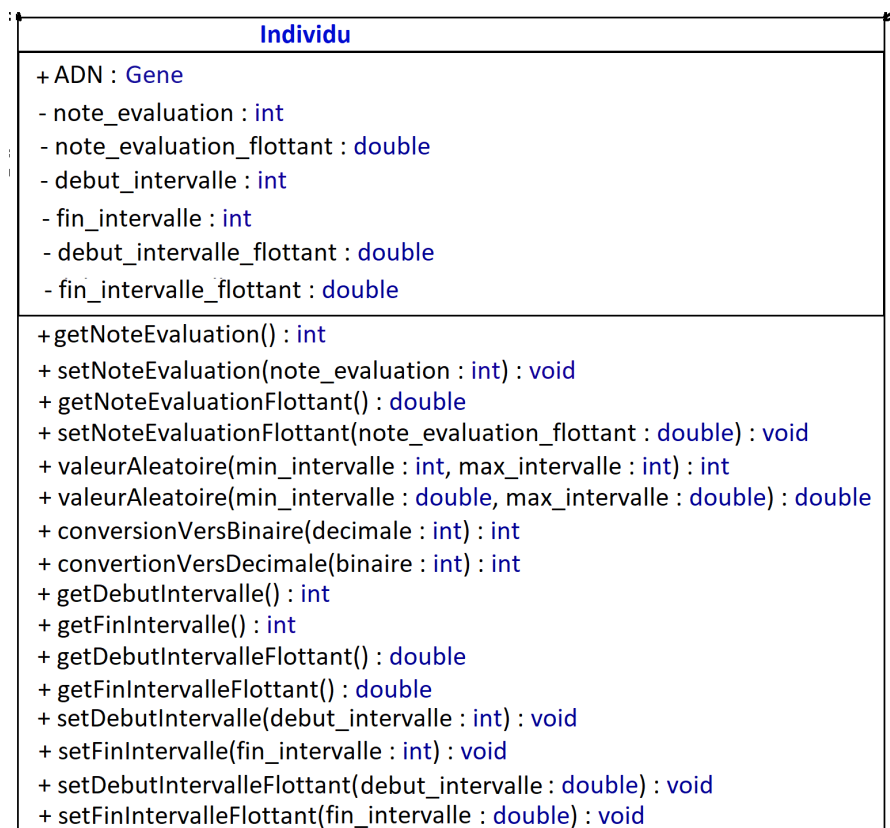 Individu
+ ADN : Gene
- note_evaluation : int
- note_evaluation_flottant : double
- debut_intervalle : int
- fin_intervalle : int
- debut_intervalle_flottant : double
- fin_intervalle_flottant : double
+ getNoteEvaluation() : int
+ setNoteEvaluation(note_evaluation : int) : void
+ getNoteEvaluationFlottant() : double
+ setNoteEvaluationFlottant(note_evaluation_flottant : double) : void
+ valeurAleatoire(min_intervalle : int, max_intervalle : int) : int
+ valeurAleatoire(min_intervalle : double, max_intervalle : double) : double
+ conversionVersBinaire(decimale : int) : int
+ convertionVersDecimale(binaire : int) : int
+ getDebutIntervalle() : int
+ getFinIntervalle() : int
+ getDebutIntervalleFlottant() : double
+ getFinIntervalleFlottant() : double
+ setDebutIntervalle(debut_intervalle : int) : void
+ setFinIntervalle(fin_intervalle : int) : void
+ setDebutIntervalleFlottant(debut_intervalle : double) : void
+ setFinIntervalleFlottant(fin_intervalle : double) : void